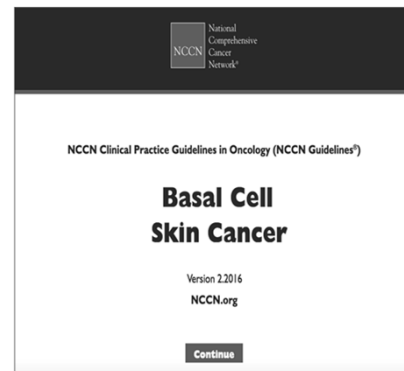 National
Comprehensive
NCCN Cancer
Network®
NCCN Clinical Practice Guidelines in Oncology (NCCN Guidelines®)
Basal Cell
Skin Cancer
Version 2.2016
NCCN.org
Continue